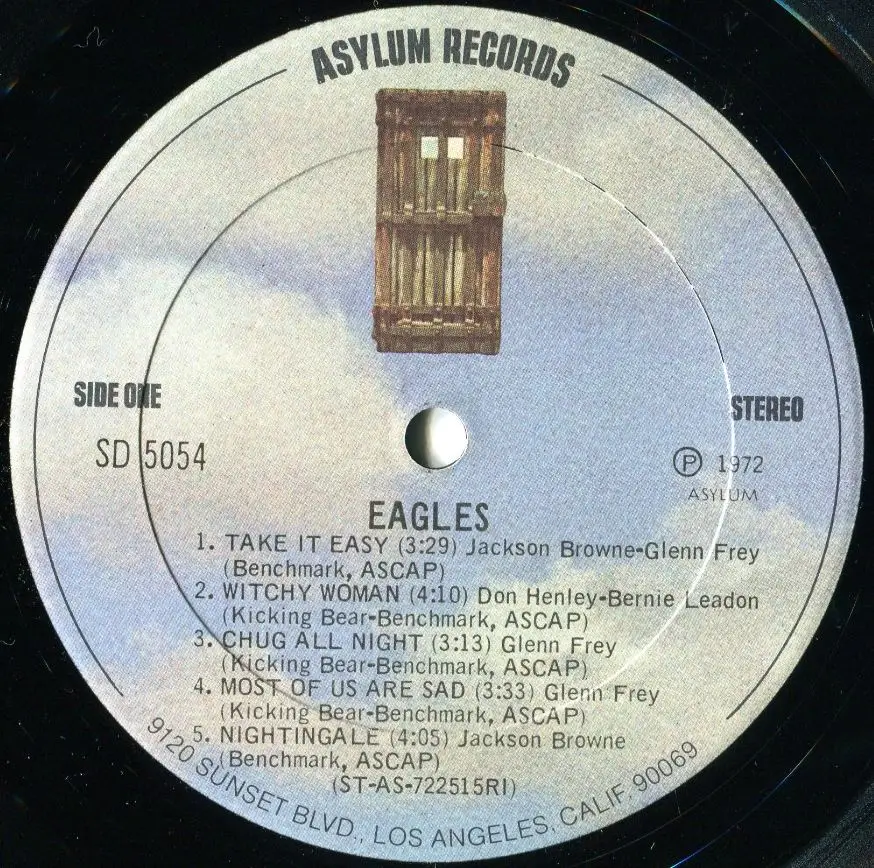 ASYLUM RECORDS
SIDE ONE
STEREO
SD 5054
Ⓟ 1972
ASYLUM
EAGLES
1. TAKE IT EASY (3:29) Jackson Browne-Glenn Frey
(Benchmark, ASCAP)
2. WITCHY WOMAN (4:10) Don Henley-Bernie Leadon
(Kicking Bear-Benchmark, ASCAP)
3. CHUG ALL NIGHT (3:13) Glenn Frey
(Kicking Bear-Benchmark, ASCAP)
4. MOST OF US ARE SAD (3:33) Glenn Frey
(Kicking Bear-Benchmark, ASCAP)
5. NIGHTINGALE (4:05) Jackson Browne
(Benchmark, ASCAP)
(ST-AS-722515RI)
9120 SUNSET BLVD., LOS ANGELES, CALIF. 90069